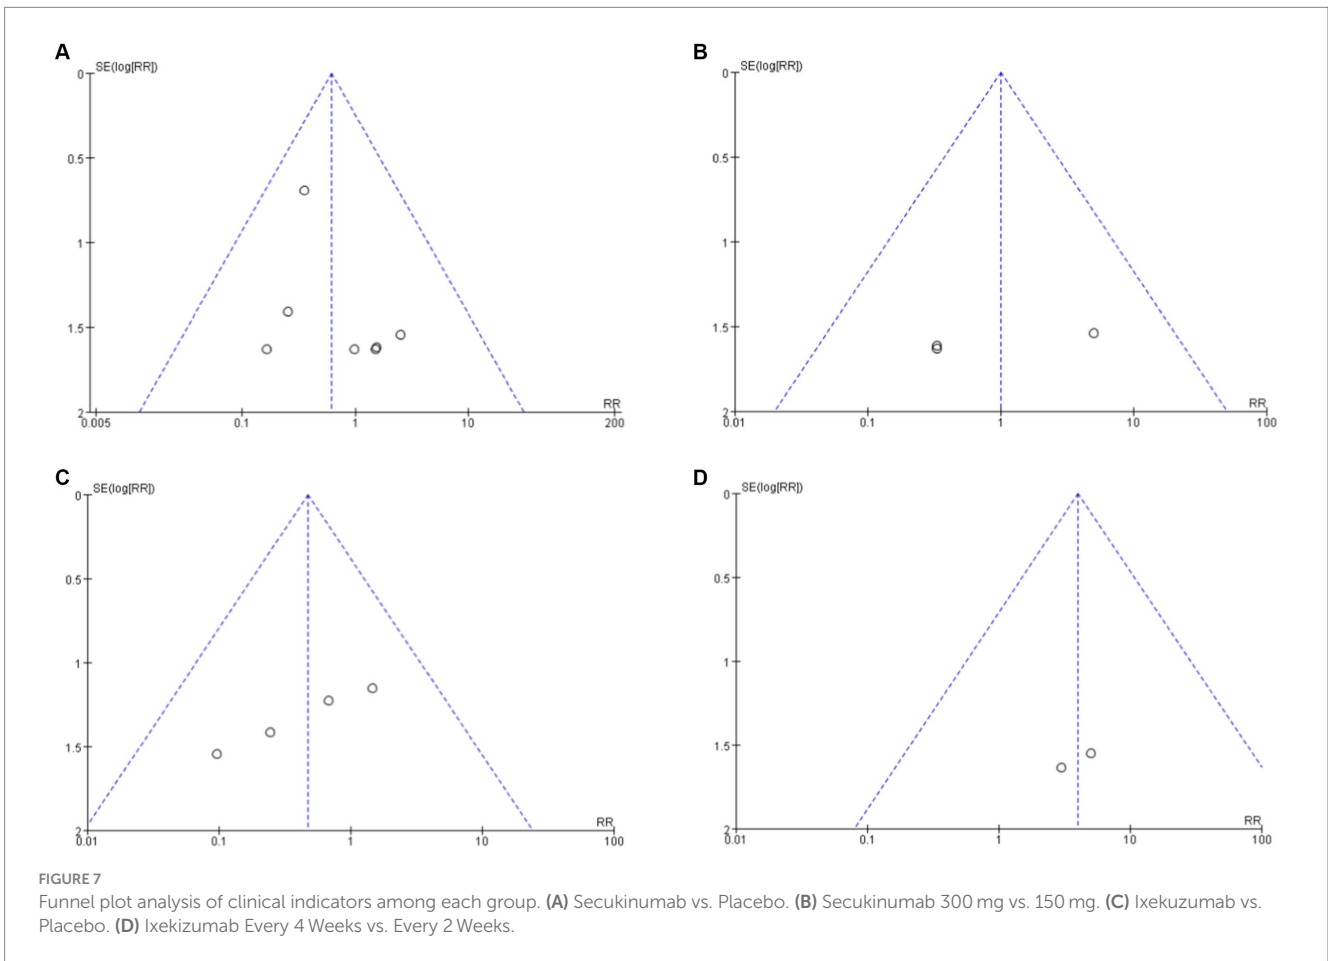 A
SE(log[RR])
0
0.5
1
1.5
2
RR
0.005 0.1 1 10 200
B
SE(log[RR])
0
0.5
1
1.5
2
RR
0.01 0.1 1 10 100
C
SE(log[RR])
0
0.5
1
1.5
2
RR
0.01 0.1 1 10 100
D
SE(log[RR])
0
0.5
1
1.5
2
RR
0.01 0.1 1 10 100
FIGURE 7
Funnel plot analysis of clinical indicators among each group. (A) Secukinumab vs. Placebo. (B) Secukinumab 300 mg vs. 150 mg. (C) Ixekuzumab vs.
Placebo. (D) Ixekizumab Every 4 Weeks vs. Every 2 Weeks.